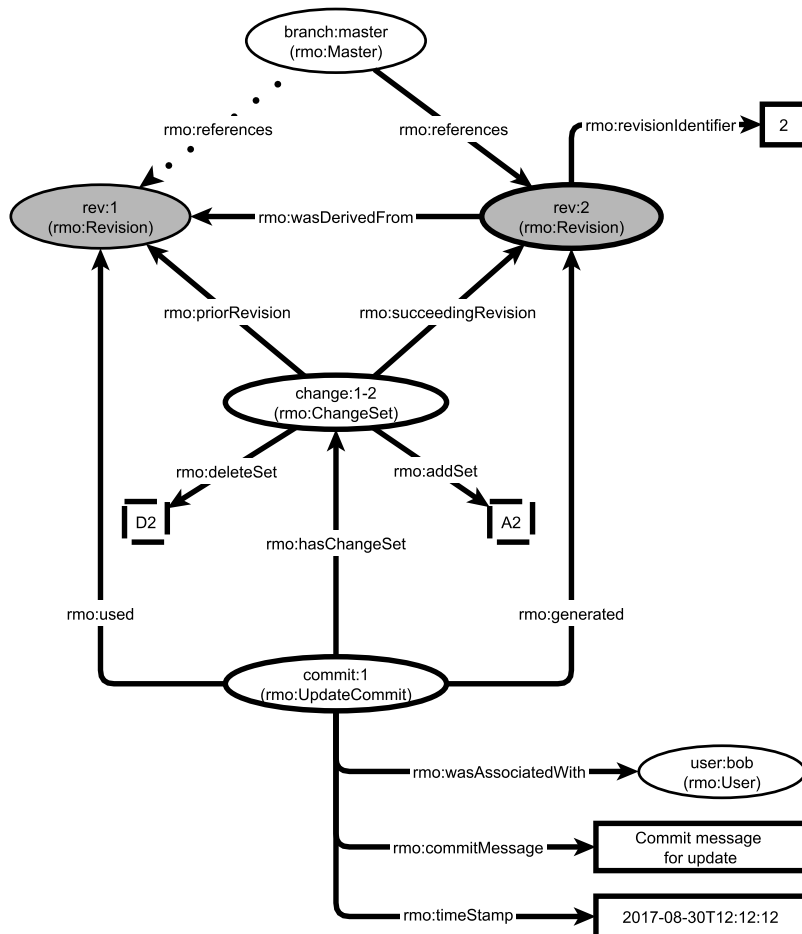 branch:master
(rmo:Master)
rmo:references
rmo:references
rmo:revisionIdentifier
2
rev:1
(rmo:Revision)
rmo:wasDerivedFrom
rev:2
(rmo:Revision)
rmo:priorRevision
rmo:succeedingRevision
change:1-2
(rmo:ChangeSet)
rmo:deleteSet
rmo:addSet
D2
A2
rmo:hasChangeSet
rmo:used
rmo:generated
commit:1
(rmo:UpdateCommit)
rmo:wasAssociatedWith
user:bob
(rmo:User)
rmo:commitMessage
Commit message
for update
rmo:timeStamp
2017-08-30T12:12:12